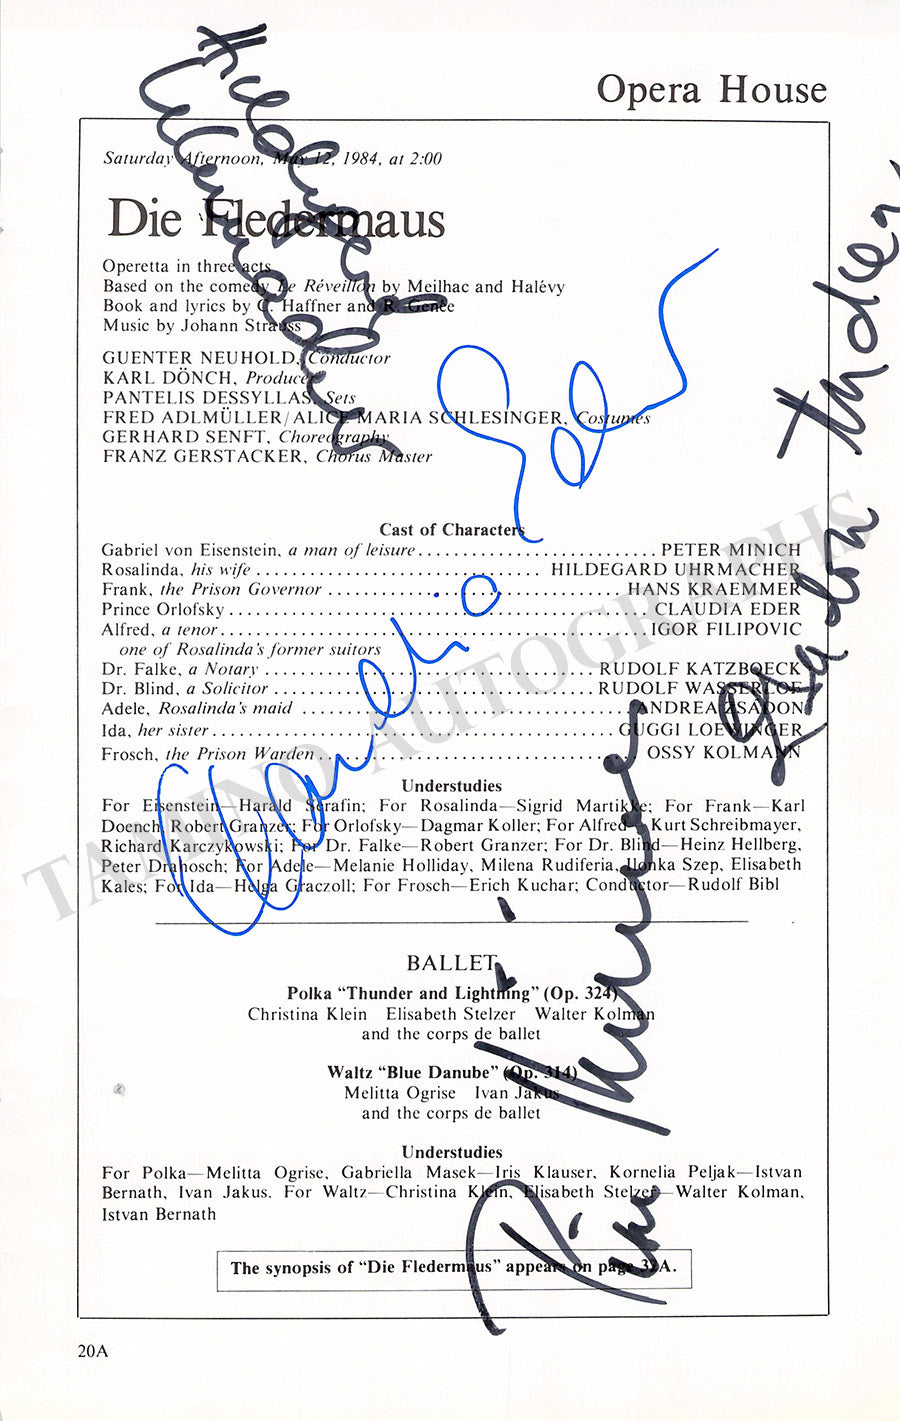 Opera House
Saturday Afternoon, May 12, 1984, at 2:00
Die Fledermaus
Operetta in three acts
Based on the comedy Le Réveillon by Meilhac and Halévy
Book and lyrics by C. Haffner and R. Genée
Music by Johann Strauss
GUENTER NEUHOLD, Conductor
KARL DÖNCH, Producer
PANTELIS DESSYLLAS, Sets
FRED ADLMÜLLER/ALICE MARIA SCHLESINGER, Costumes
GERHARD SENFT, Choreography
FRANZ GERSTACKER, Chorus Master
Cast of Characters
Gabriel von Eisenstein, a man of leisure........................PETER MINICH
Rosalinda, his wife............................ HILDEGARD UHRMACHER
Frank, the Prison Governor.............................HANS KRAEMMER
Prince Orlofsky..........................................CLAUDIA EDER
Alfred, a tenor..........................................IGOR FILIPOVIC
one of Rosalinda's former suitors
Dr. Falke, a Notary................................RUDOLF KATZBOECK
Dr. Blind, a Solicitor................................RUDOLF WASSERLOF
Adele, Rosalinda's maid.................................ANDREA ZSADON
Ida, her sister.......................................GUGGI LOEWINGER
Frosch, the Prison Warden................................OSSY KOLMANN
Understudies
For Eisenstein—Harald Serafin; For Rosalinda—Sigrid Martikke; For Frank—Karl
Doench, Robert Granzer; For Orlofsky—Dagmar Koller; For Alfred—Kurt Schreibmayer,
Richard Karczykowski; For Dr. Falke—Robert Granzer; For Dr. Blind—Heinz Hellberg,
Peter Drahosch; For Adele—Melanie Holliday, Milena Rudiferia, Ilonka Szep, Elisabeth
Kales; For Ida—Helga Graczoll; For Frosch—Erich Kuchar; Conductor—Rudolf Bibl
BALLET
Polka “Thunder and Lightning” (Op. 324)
Christina Klein Elisabeth Stelzer Walter Kolman
and the corps de ballet
Waltz “Blue Danube” (Op. 314)
Melitta Ogrise Ivan Jakus
and the corps de ballet
Understudies
For Polka—Melitta Ogrise, Gabriella Masek—Iris Klauser, Kornelia Peljak—Istvan
Bernath, Ivan Jakus. For Waltz—Christina Klein, Elisabeth Stelzer—Walter Kolman,
Istvan Bernath
The synopsis of “Die Fledermaus” appears on page 32A.
20A
Hildegard
Uhrmacher
Claudia Eder
Zsadon Andrea
Peter Minich
TAMINO AUTOGRAPHS